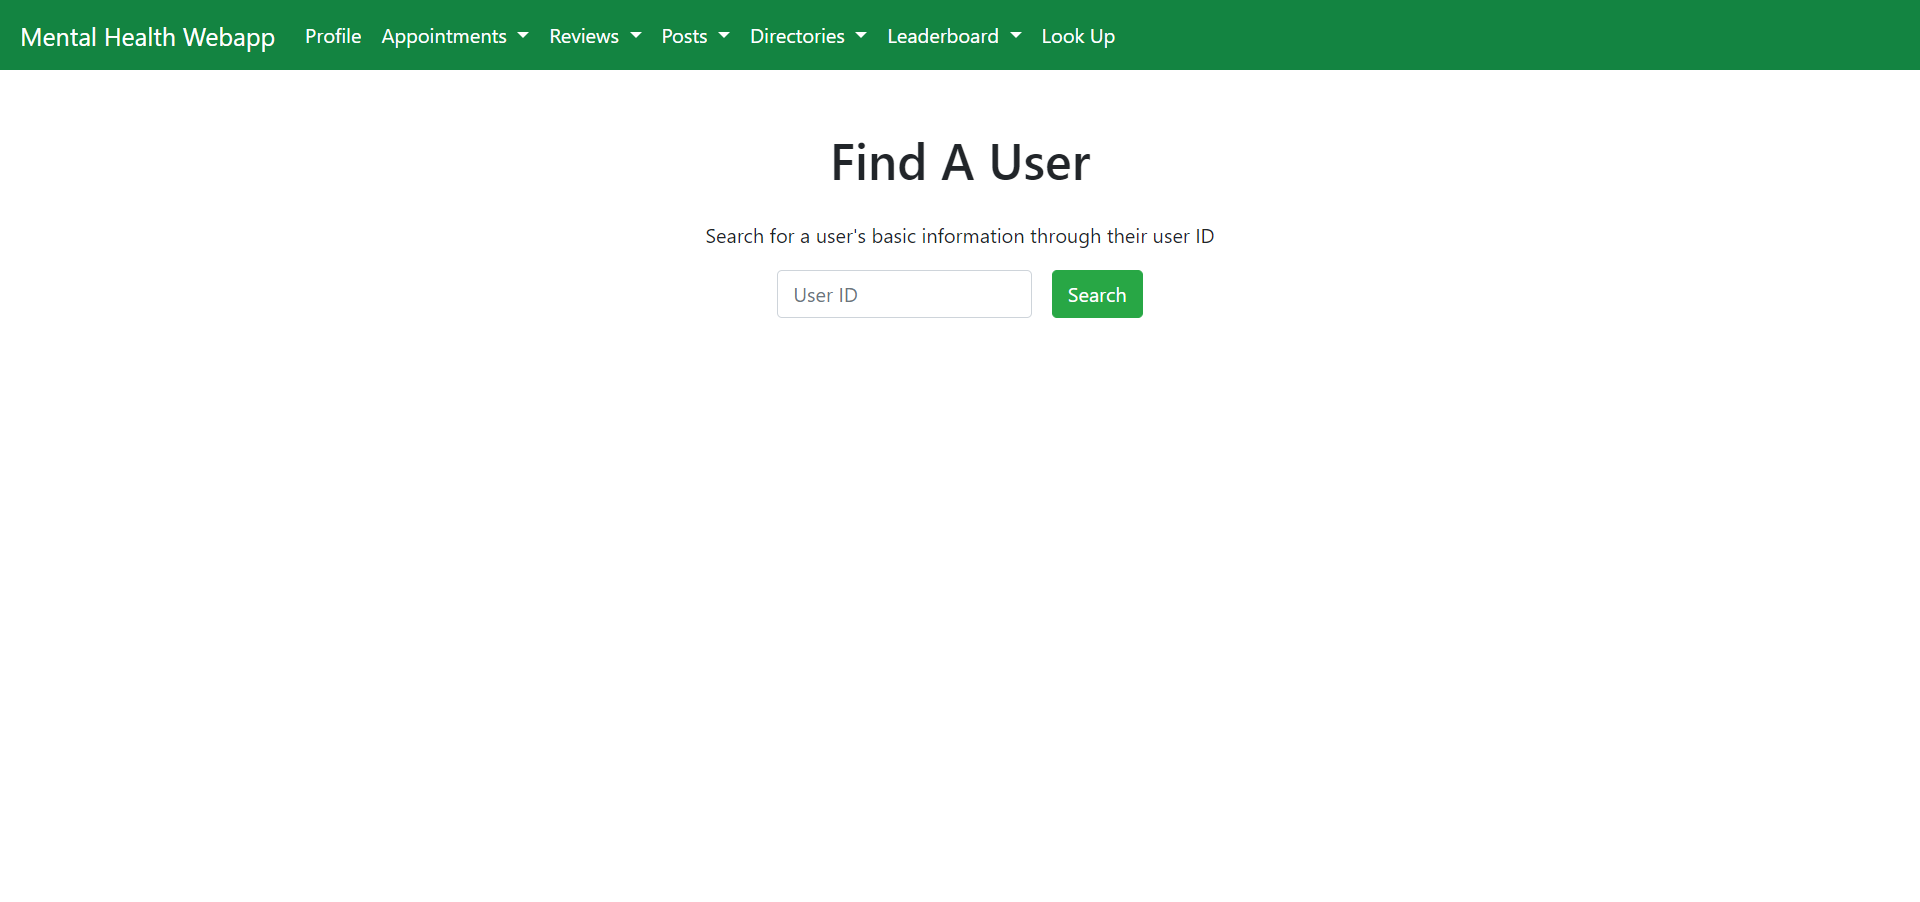 Mental Health Webapp Profile Appointments Reviews Posts Directories Leaderboard Look Up
Find A User
Search for a user's basic information through their user ID
User ID Search